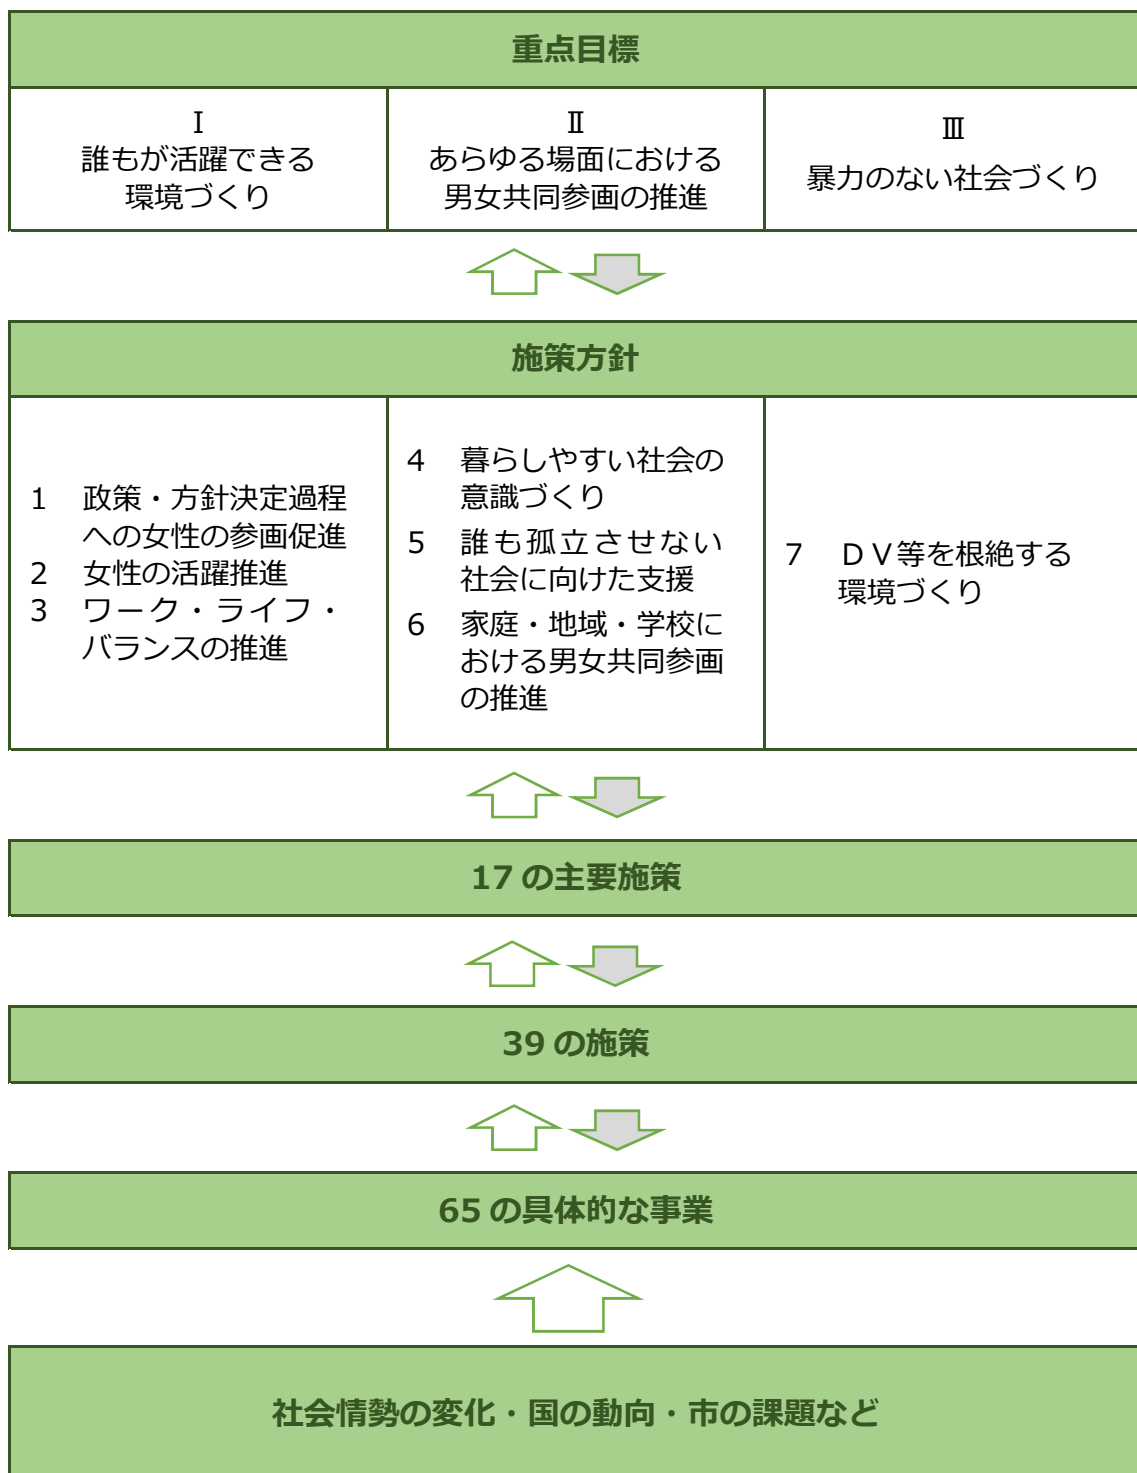 重点目標
Ⅰ
誰もが活躍できる
環境づくり
Ⅱ
あらゆる場面における
男女共同参画の推進
Ⅲ
暴力のない社会づくり
施策方針
1 政策・方針決定過程
への女性の参画促進
2 女性の活躍推進
3 ワーク・ライフ・
バランスの推進
4 暮らしやすい社会の
意識づくり
5 誰も孤立させない
社会に向けた支援
6 家庭・地域・学校に
おける男女共同参画
の推進
7 ＤＶ等を根絶する
環境づくり
17 の主要施策
39 の施策
65 の具体的な事業
社会情勢の変化・国の動向・市の課題など